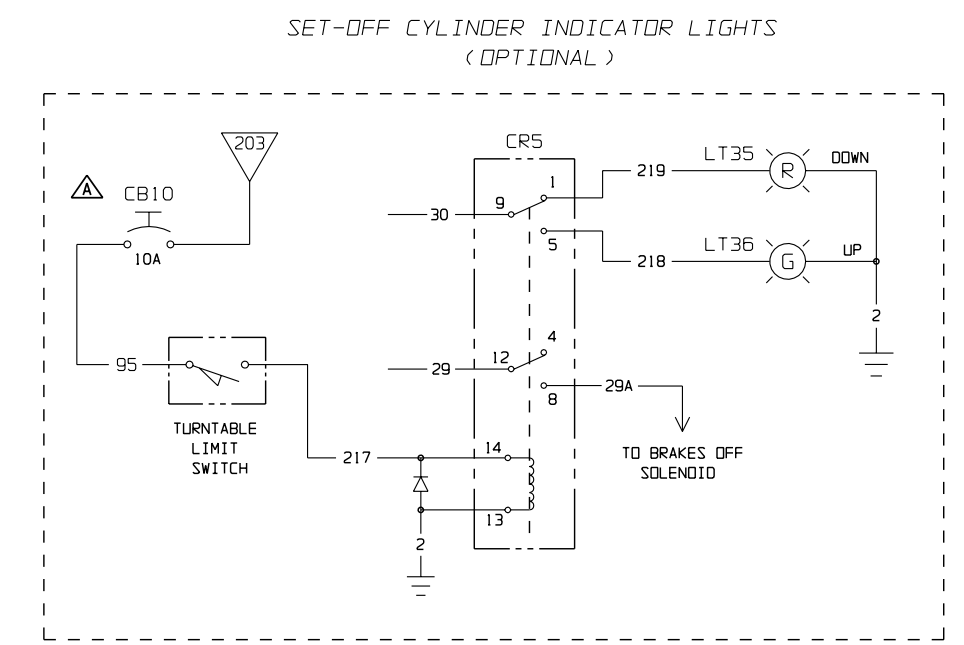 SET-OFF CYLINDER INDICATOR LIGHTS
(OPTIONAL)
203
CR5
A
CB10
10A
LT35
DOWN
219
R
1
9
30
5
LT36
UP
218
G
2
4
12
29
95
29A
8
TURNTABLE
LIMIT
SWITCH
TO BRAKES OFF
SOLENOID
14
217
13
2